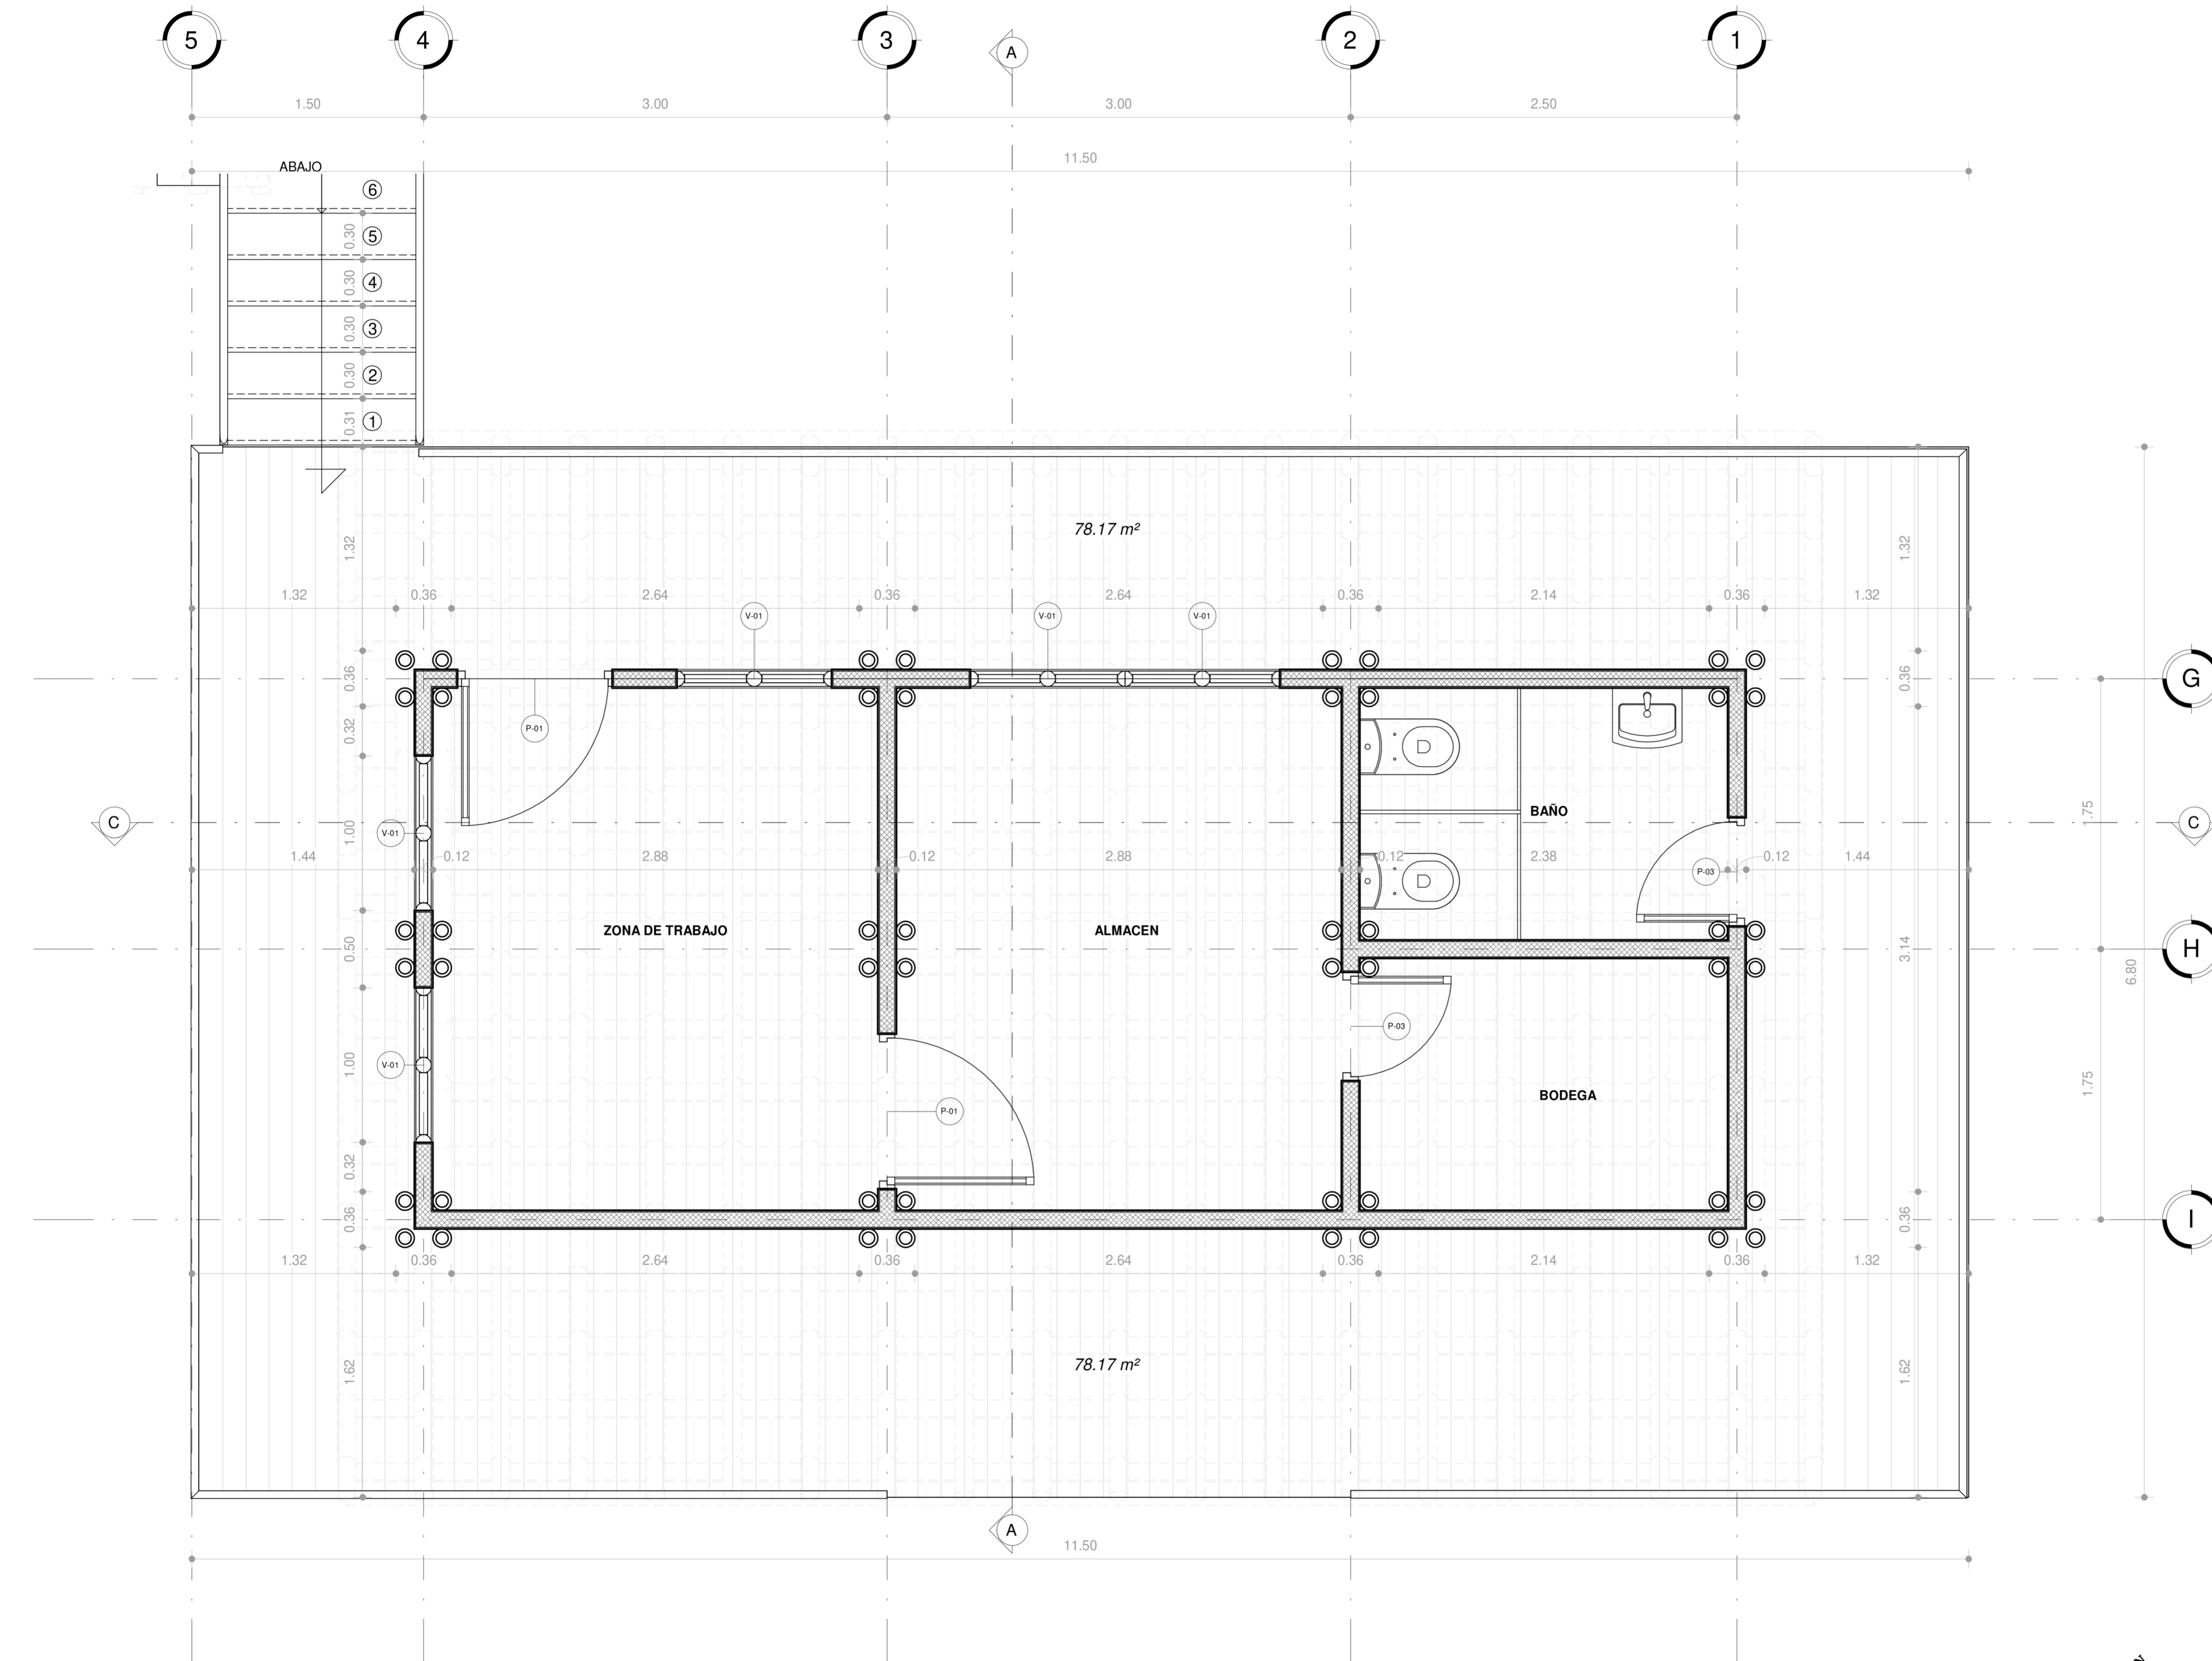 5 4 3 A 2 1
1.50 3.00 3.00 2.50
11.50
ABAJO
6
0.30 5
0.30 4
0.30 3
0.30 2
0.31 1
78.17 m²
1.32 1.32
1.32 0.36 2.64 0.36 2.64 0.36 2.14 0.36 1.32
V-01 V-01 V-01
0.36 0.36 G
0.32 P-01
BAÑO
C 1.75 C
1.00 V-01
1.44 0.12 2.88 0.12 2.88 0.12 2.38 0.12 1.44
P-03
ZONA DE TRABAJO ALMACEN
0.50 3.14 H
6.80
P-03
1.00 V-01
1.75
BODEGA
P-01
0.32
0.36 0.36 I
1.32 0.36 2.64 0.36 2.64 0.36 2.14 0.36 1.32
78.17 m²
1.62 1.62
A
11.50